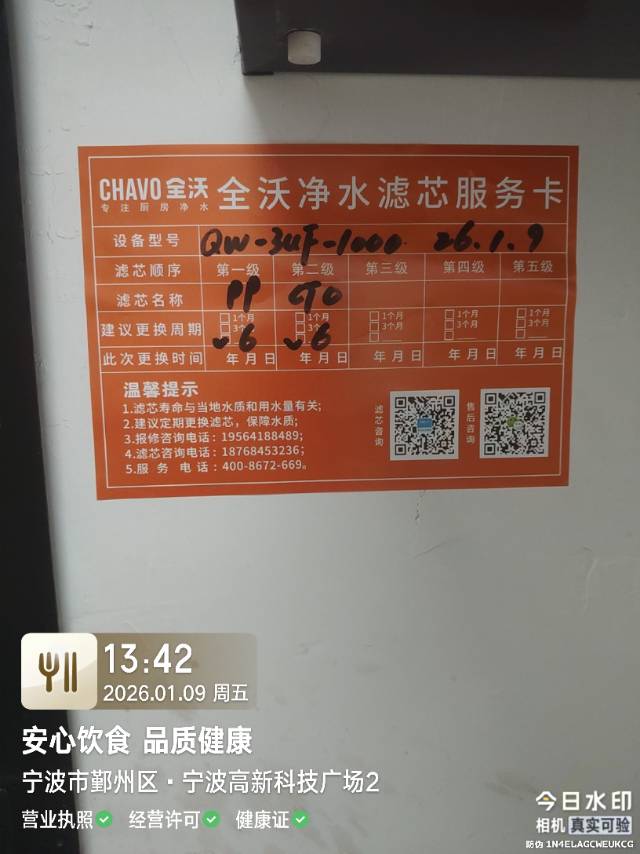 CHAVO 全沃 全沃净水滤芯服务卡
专注厨房净水
设备型号 QW-3UF-1000 26.1.9
滤芯顺序 第一级 第二级 第三级 第四级 第五级
滤芯名称 PP CTO
建议更换周期 1个月 1个月 1个月 1个月 1个月
3个月 3个月 3个月 3个月 3个月
6 6
此次更换时间 年月日 年月日 年月日 年月日 年月日
温馨提示
1.滤芯寿命与当地水质和用水量有关;
2.建议定期更换滤芯，保障水质;
3.报修咨询电话：19564188489;
4.滤芯咨询电话：18768453236;
5.服务电话：400-8672-669。
滤芯咨询
售后咨询
13:42
2026.01.09 周五
安心饮食 品质健康
宁波市鄞州区·宁波高新科技广场2
营业执照 经营许可 健康证
今日水印
相机 真实可验
防伪 1N4ELAGCWEUKCG